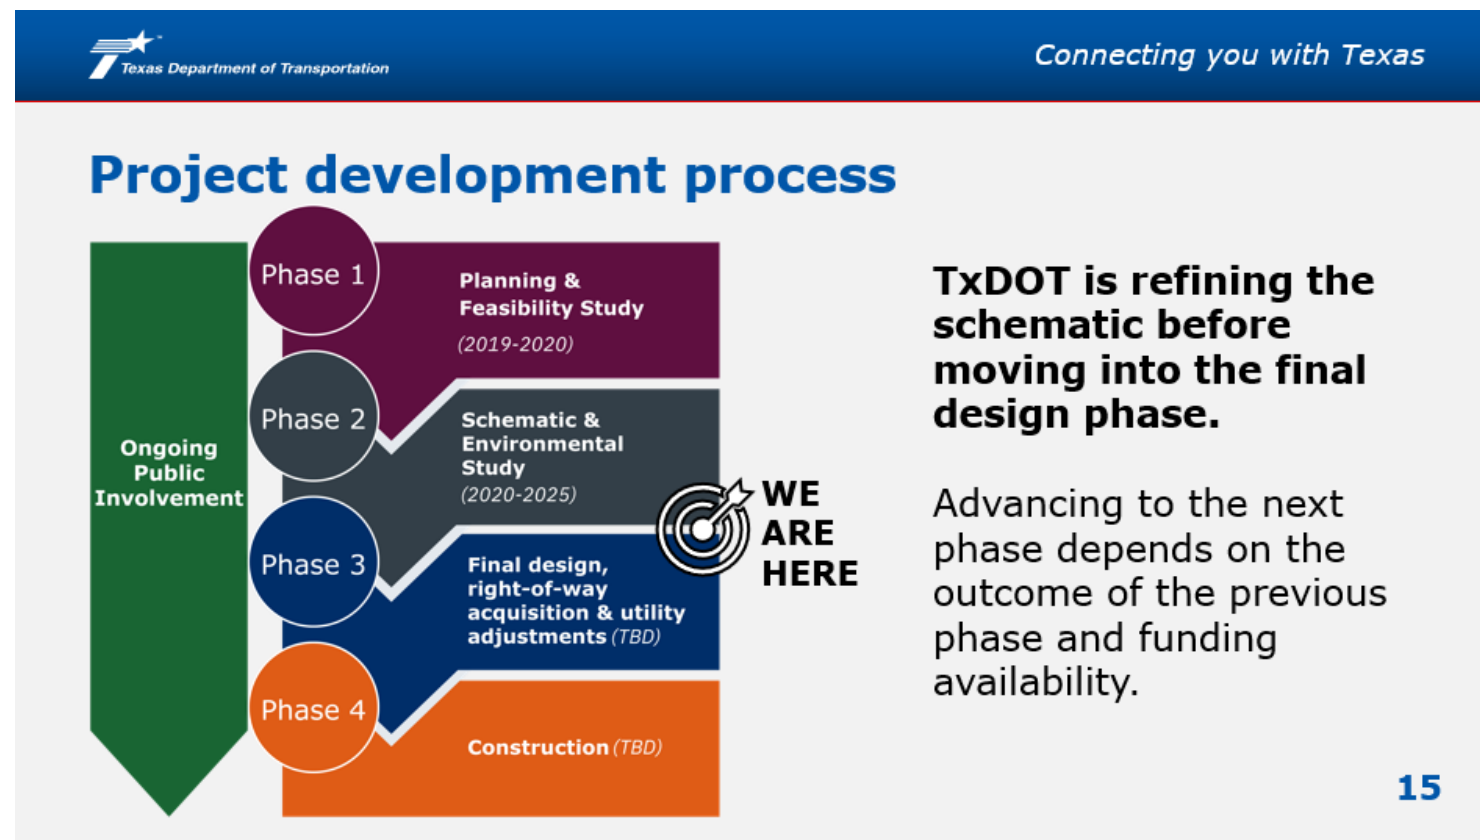 Texas Department of Transportation
Connecting you with Texas
Project development process
Ongoing
Public
Involvement
Phase 1
Planning &
Feasibility Study
(2019-2020)
Phase 2
Schematic &
Environmental
Study
(2020-2025)
Phase 3
Final design,
right-of-way
acquisition & utility
adjustments (TBD)
Phase 4
Construction (TBD)
WE
ARE
HERE
TxDOT is refining the
schematic before
moving into the final
design phase.
Advancing to the next
phase depends on the
outcome of the previous
phase and funding
availability.
15